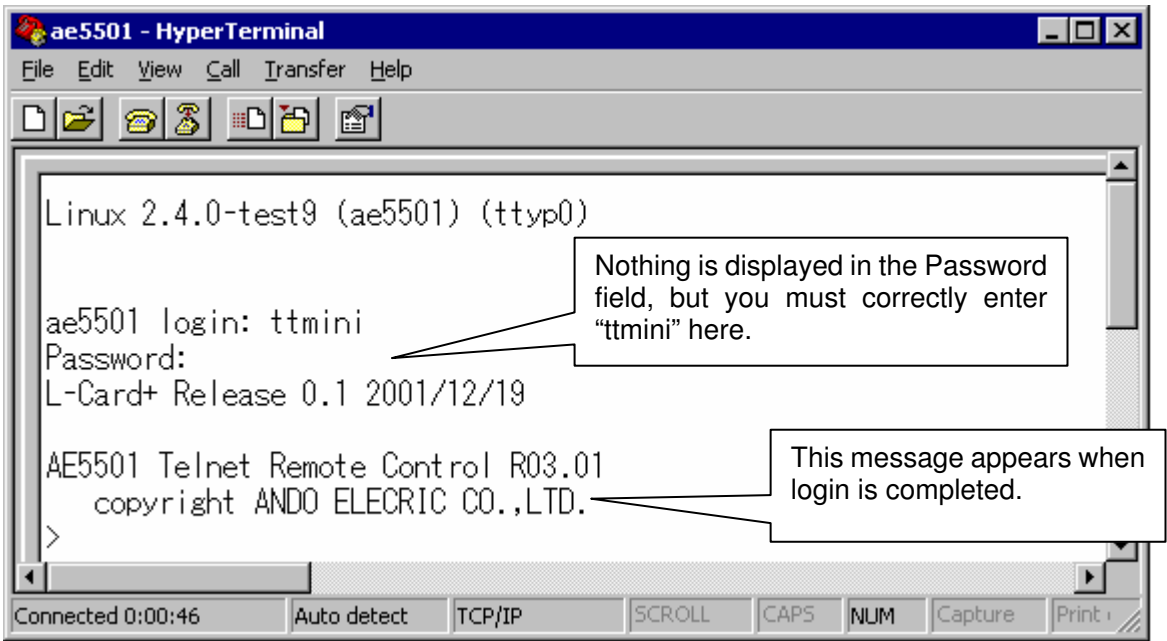 ae5501 - HyperTerminal
File Edit View Call Transfer Help
Linux 2.4.0-test9 (ae5501) (ttyp0)
Nothing is displayed in the Password
field, but you must correctly enter
“ttmini” here.
ae5501 login: ttmini
Password:
L-Card+ Release 0.1 2001/12/19
AE5501 Telnet Remote Control R03.01
copyright ANDO ELECRIC CO.,LTD.
>
This message appears when
login is completed.
Connected 0:00:46 Auto detect TCP/IP SCROLL CAPS NUM Capture Print